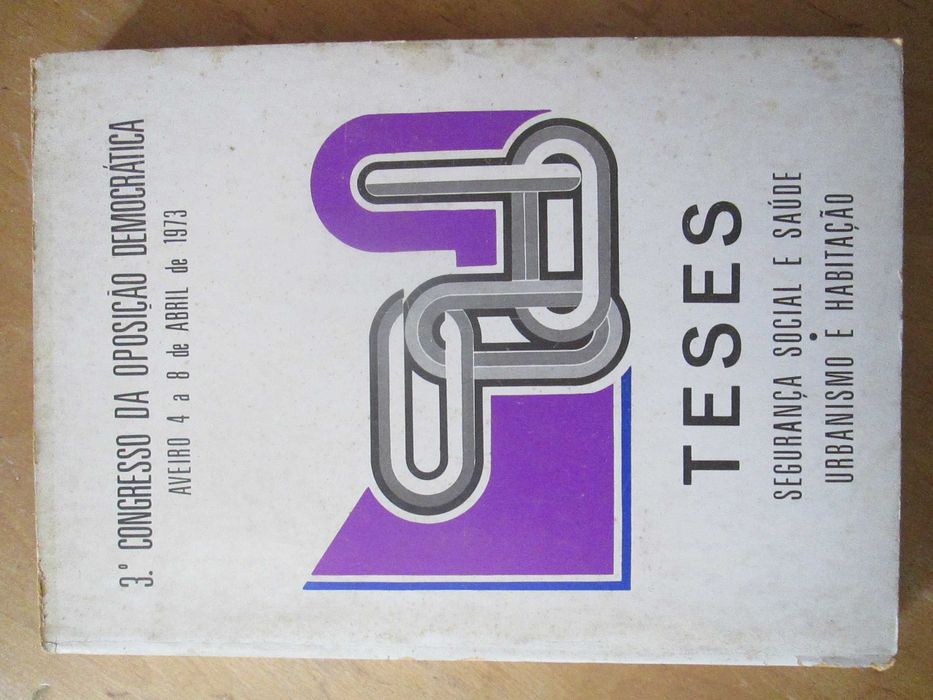 3.º CONGRESSO DA OPOSIÇÃO DEMOCRÁTICA
AVEIRO 4 a 8 de ABRIL de 1973
TESES
SEGURANÇA SOCIAL E SAÚDE
•
URBANISMO E HABITAÇÃO